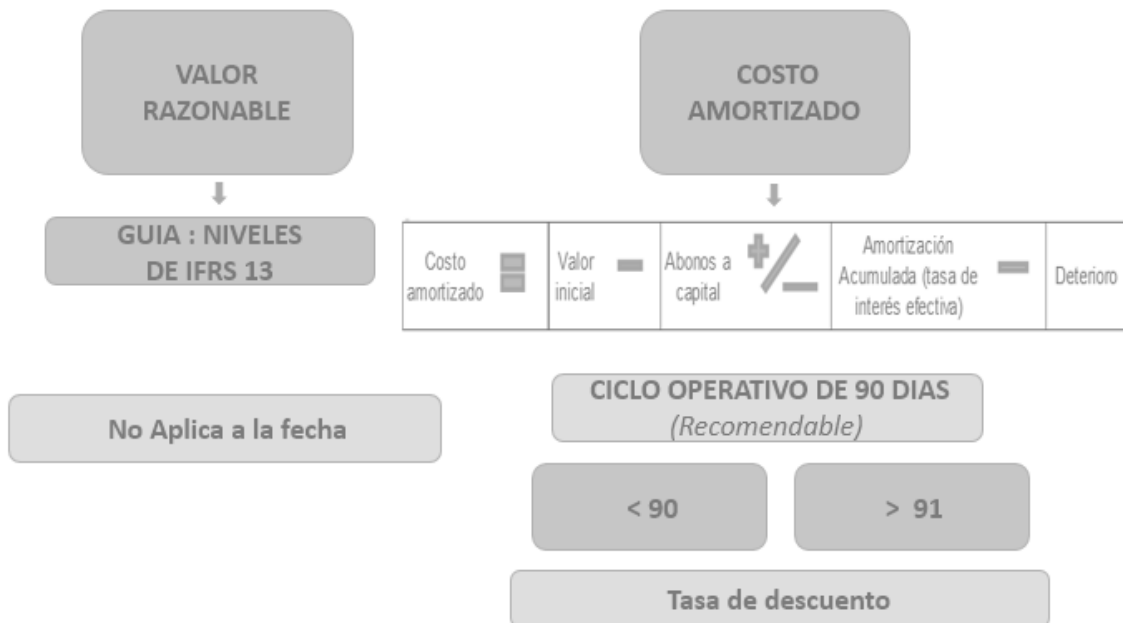 VALOR
RAZONABLE
COSTO
AMORTIZADO
GUIA : NIVELES
DE IFRS 13
Costo
amortizado
=
Valor
inicial
-
Abonos a
capital
+/-
Amortización
Acumulada (tasa de
interés efectiva)
-
Deterioro
No Aplica a la fecha
CICLO OPERATIVO DE 90 DIAS
(Recomendable)
< 90
> 91
Tasa de descuento